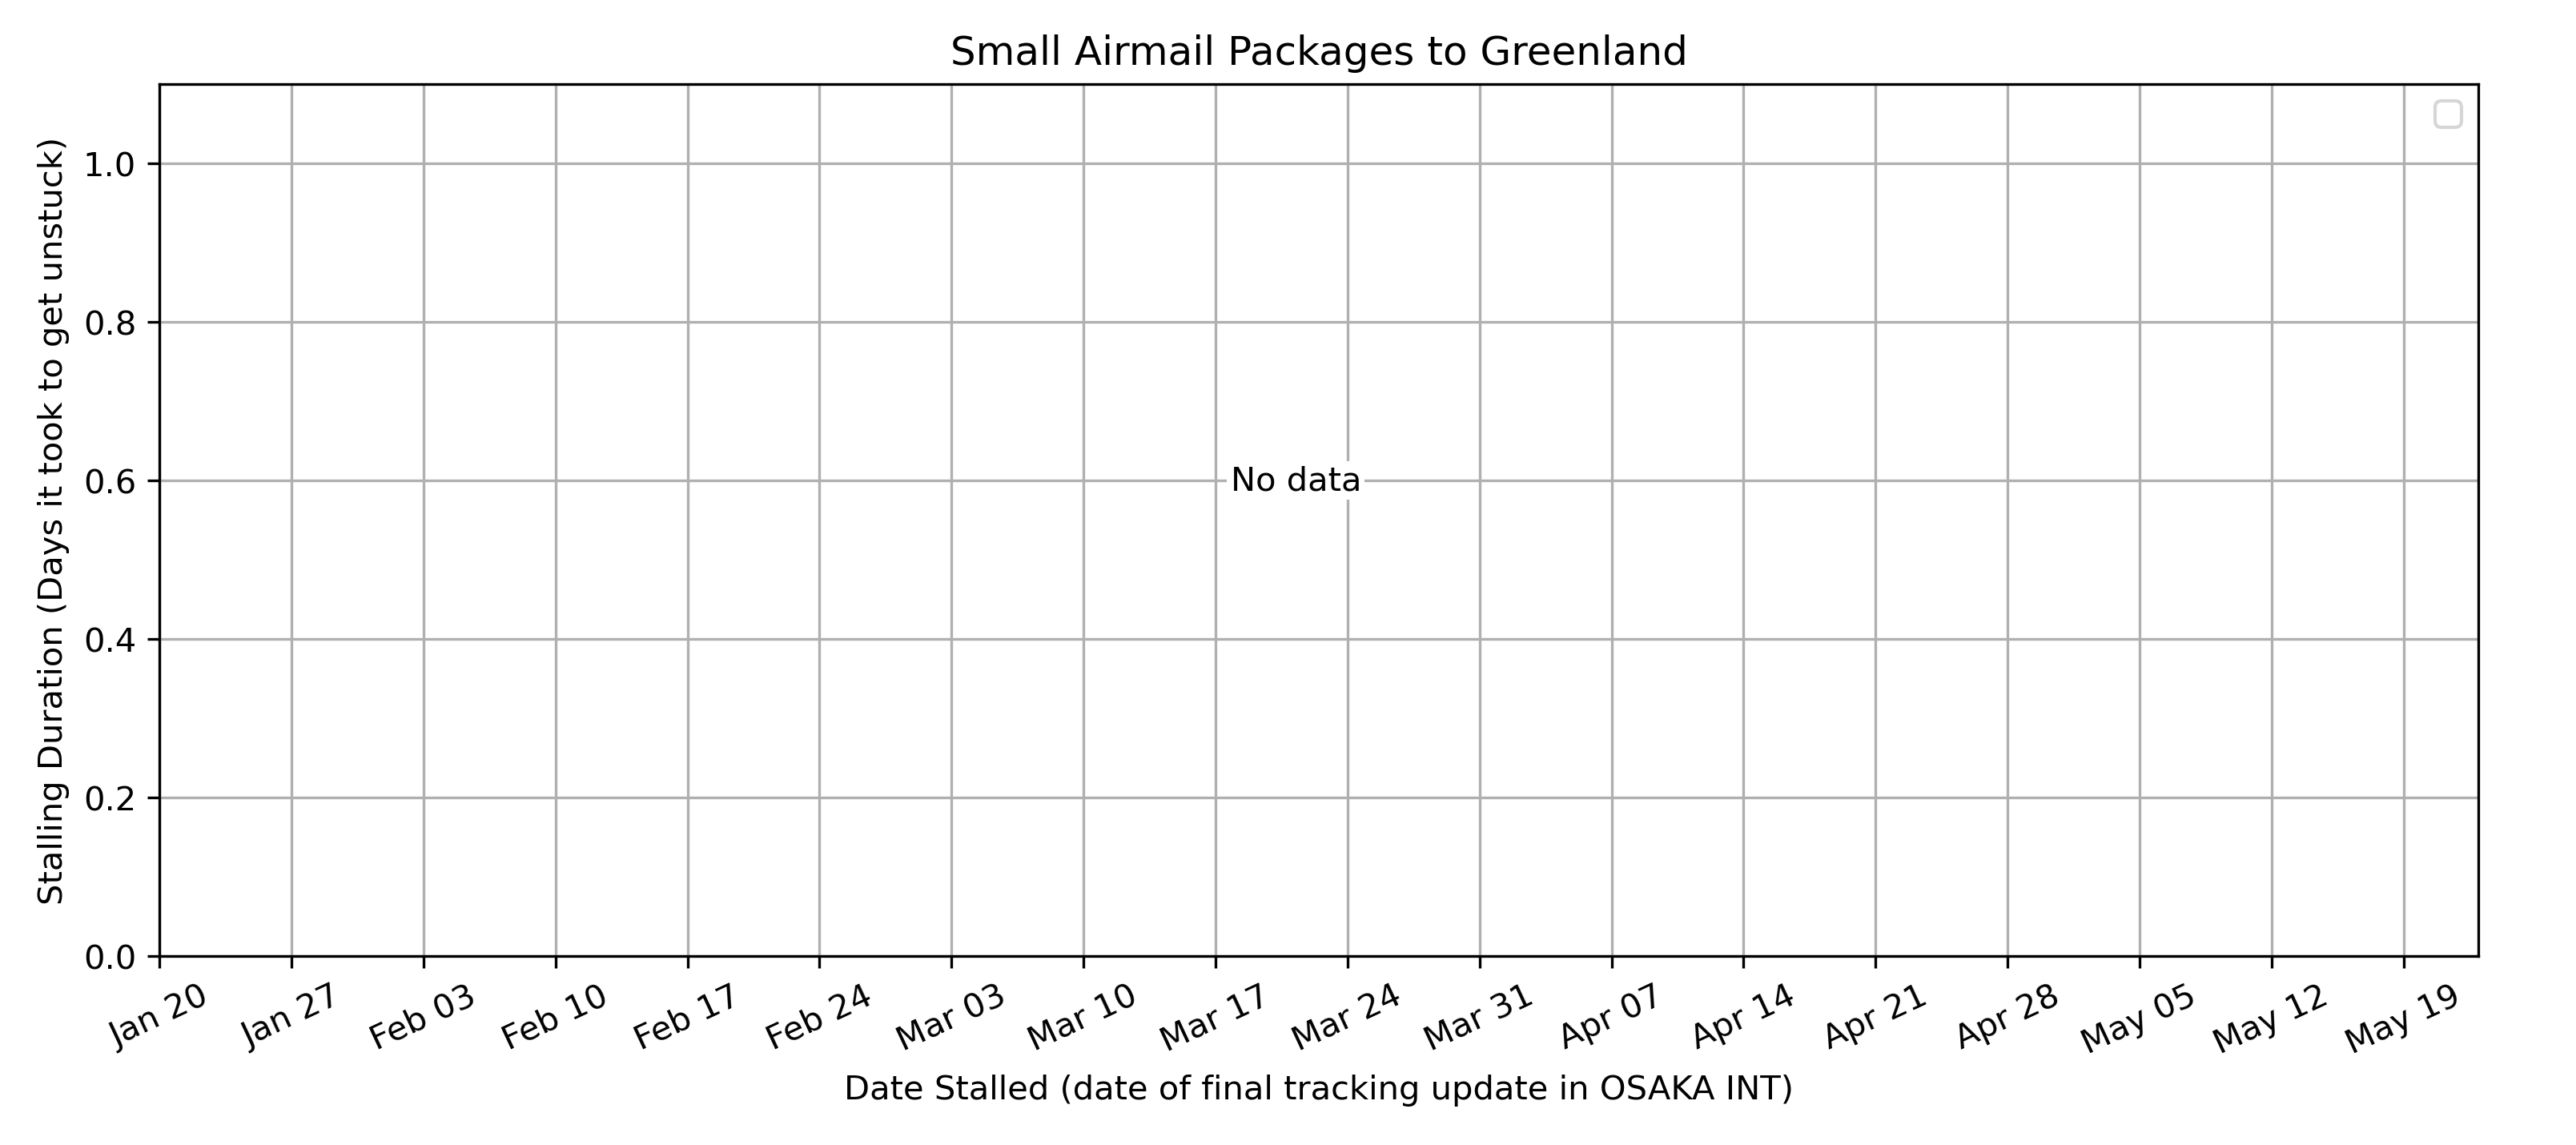 Small Airmail Packages to Greenland
Stalling Duration (Days it took to get unstuck)
1.0
0.8
0.6
0.4
0.2
0.0
No data
Jan 20
Jan 27
Feb 03
Feb 10
Feb 17
Feb 24
Mar 03
Mar 10
Mar 17
Mar 24
Mar 31
Apr 07
Apr 14
Apr 21
Apr 28
May 05
May 12
May 19
Date Stalled (date of final tracking update in OSAKA INT)